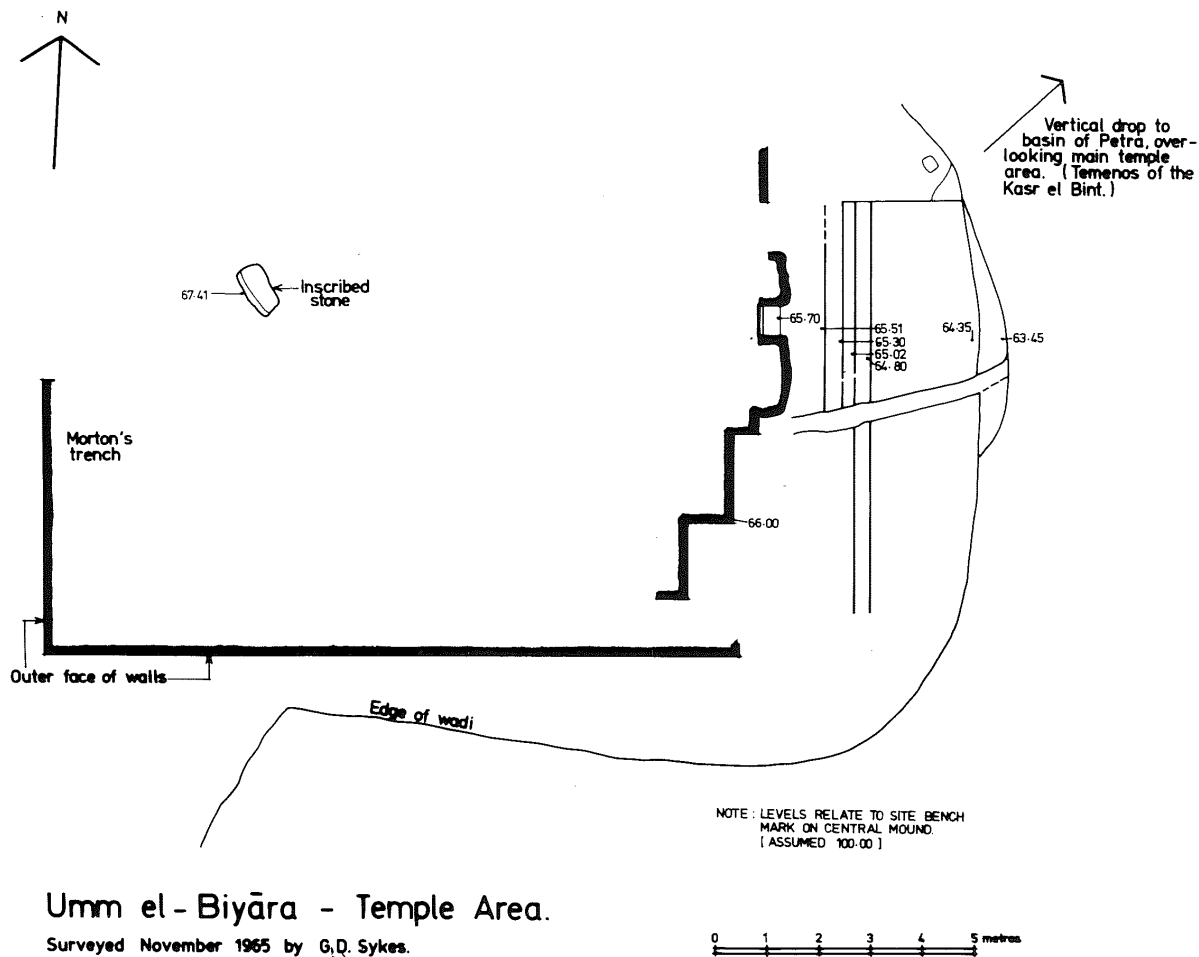 N
Vertical drop to
basin of Petra, over-
looking main temple
area. (Temenos of the
Kasr el Bint.)
67·41
Inscribed
stone
65·70
65·51
65·30
65·02
64·80
64·35
63·45
Morton's
trench
66·00
Outer face of walls
Edge of wadi
NOTE : LEVELS RELATE TO SITE BENCH
MARK ON CENTRAL MOUND.
[ ASSUMED 100·00 ]
Umm el-Biyāra - Temple Area.
Surveyed November 1965 by G.D. Sykes.
0 1 2 3 4 5 metres